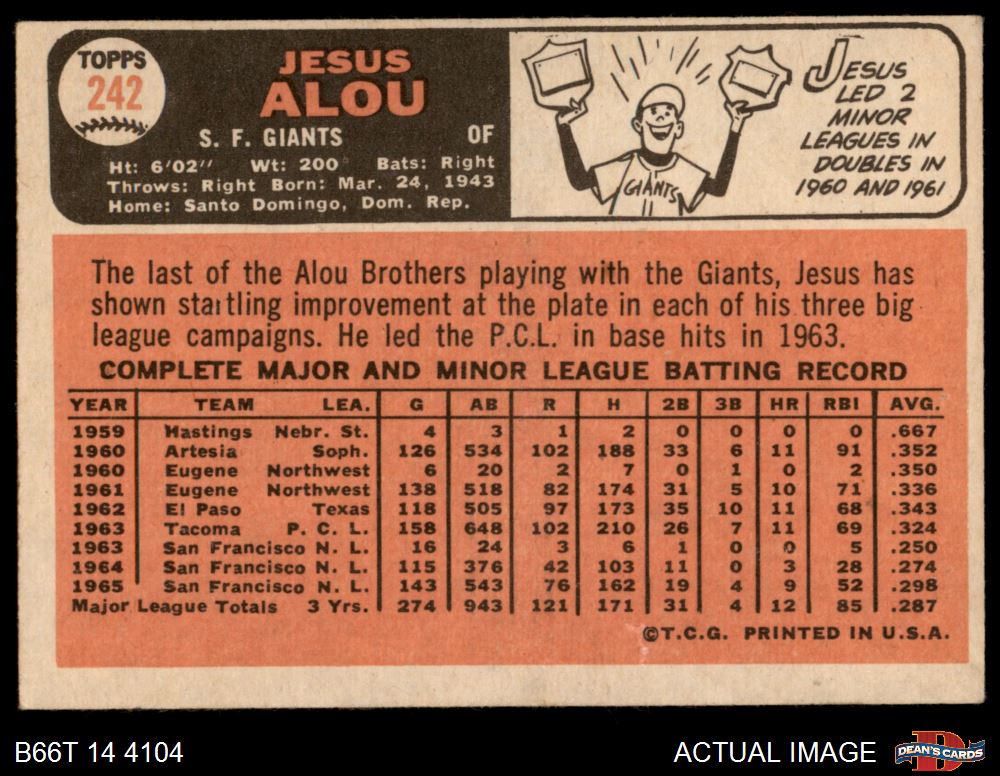 TOPPS
242
JESUS
ALOU
S. F. GIANTS OF
Ht: 6'02" Wt: 200 Bats: Right
Throws: Right Born: Mar. 24, 1943
Home: Santo Domingo, Dom. Rep.
GIANTS
JESUS
LED 2
MINOR
LEAGUES IN
DOUBLES IN
1960 AND 1961
The last of the Alou Brothers playing with the Giants, Jesus has
shown startling improvement at the plate in each of his three big
league campaigns. He led the P.C.L. in base hits in 1963.
COMPLETE MAJOR AND MINOR LEAGUE BATTING RECORD
YEAR TEAM LEA. G AB R H 2B 3B HR RBI AVG.
1959 Hastings Nebr. St. 4 3 1 2 0 0 0 0 .667
1960 Artesia Soph. 126 534 102 188 33 6 11 91 .352
1960 Eugene Northwest 6 20 2 7 0 1 0 2 .350
1961 Eugene Northwest 138 518 82 174 31 5 10 71 .336
1962 El Paso Texas 118 505 97 173 35 10 11 68 .343
1963 Tacoma P. C. L. 158 648 102 210 26 7 11 69 .324
1963 San Francisco N. L. 16 24 3 6 1 0 0 5 .250
1964 San Francisco N. L. 115 376 42 103 11 0 3 28 .274
1965 San Francisco N. L. 143 543 76 162 19 4 9 52 .298
Major League Totals 3 Yrs. 274 943 121 171 31 4 12 85 .287
©T.C.G. PRINTED IN U.S.A.
B66T 14 4104
ACTUAL IMAGE
D
DEAN'S CARDS